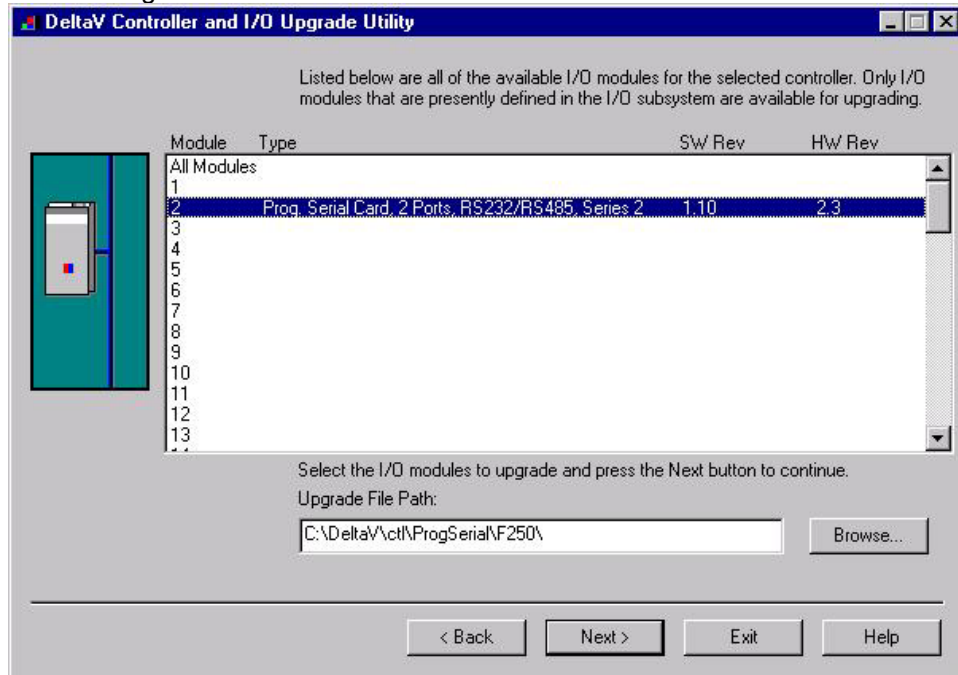 DeltaV Controller and I/O Upgrade Utility
Listed below are all of the available I/O modules for the selected controller. Only I/O
modules that are presently defined in the I/O subsystem are available for upgrading.
Module Type SW Rev HW Rev
All Modules
1
2 Prog. Serial Card, 2 Ports, RS232/RS485, Series 2 1.10 2.3
3
4
5
6
7
8
9
10
11
12
13
Select the I/O modules to upgrade and press the Next button to continue.
Upgrade File Path:
C:\DeltaV\ctl\ProgSerial\F250\
Browse...
< Back Next > Exit Help